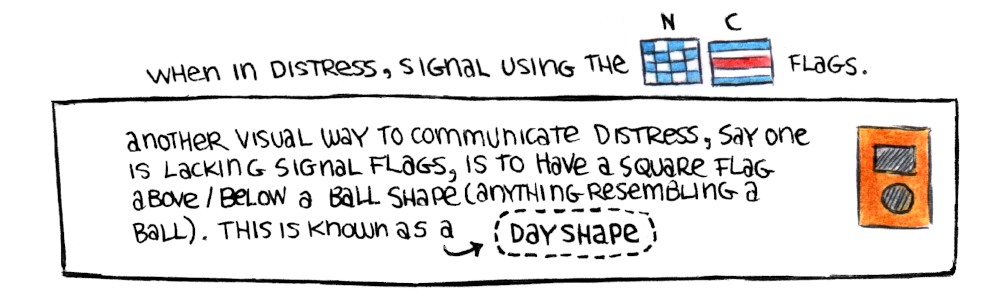 N C
WHEN IN DISTRESS, SIGNAL USING THE FLAGS.
ANOTHER VISUAL WAY TO COMMUNICATE DISTRESS, SAY ONE
IS LACKING SIGNAL FLAGS, IS TO HAVE A SQUARE FLAG
ABOVE / BELOW A BALL SHAPE (ANYTHING RESEMBLING A
BALL). THIS IS KNOWN AS A DAY SHAPE